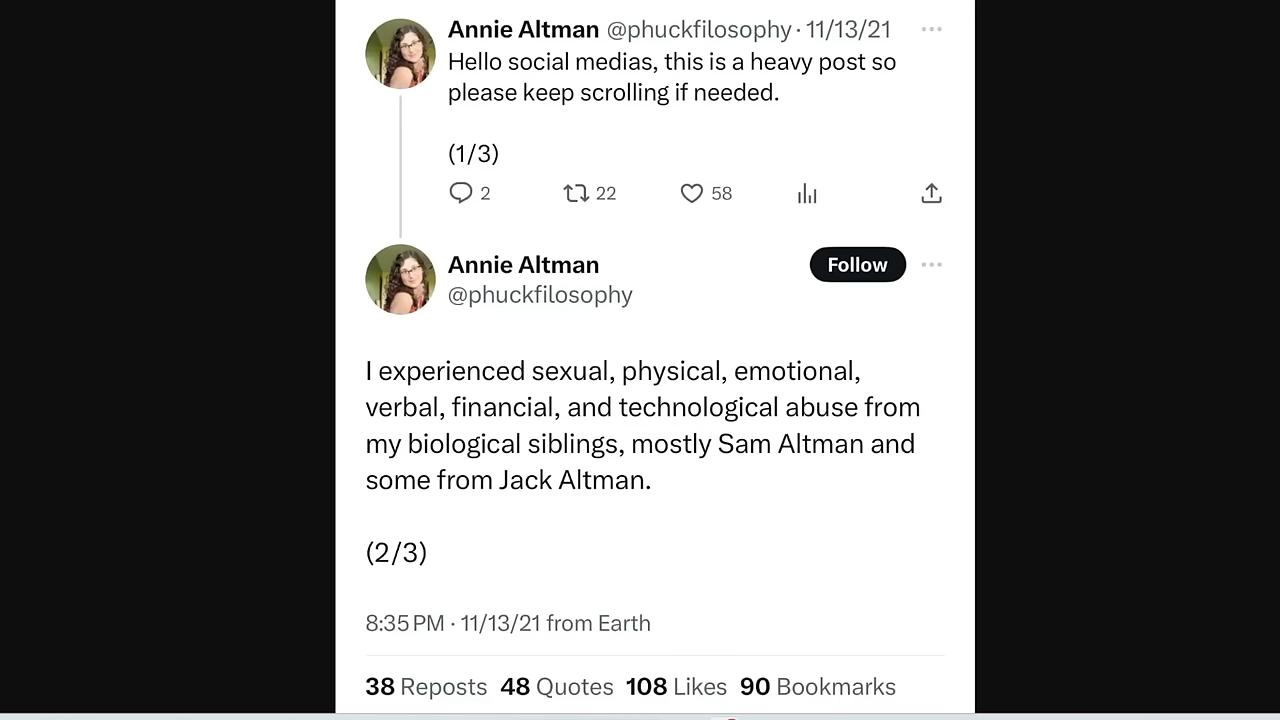 Annie Altman @phuckfilosophy · 11/13/21
Hello social medias, this is a heavy post so
please keep scrolling if needed.
(1/3)
2 22 58
Annie Altman
Follow
@phuckfilosophy
I experienced sexual, physical, emotional,
verbal, financial, and technological abuse from
my biological siblings, mostly Sam Altman and
some from Jack Altman.
(2/3)
8:35 PM · 11/13/21 from Earth
38 Reposts 48 Quotes 108 Likes 90 Bookmarks